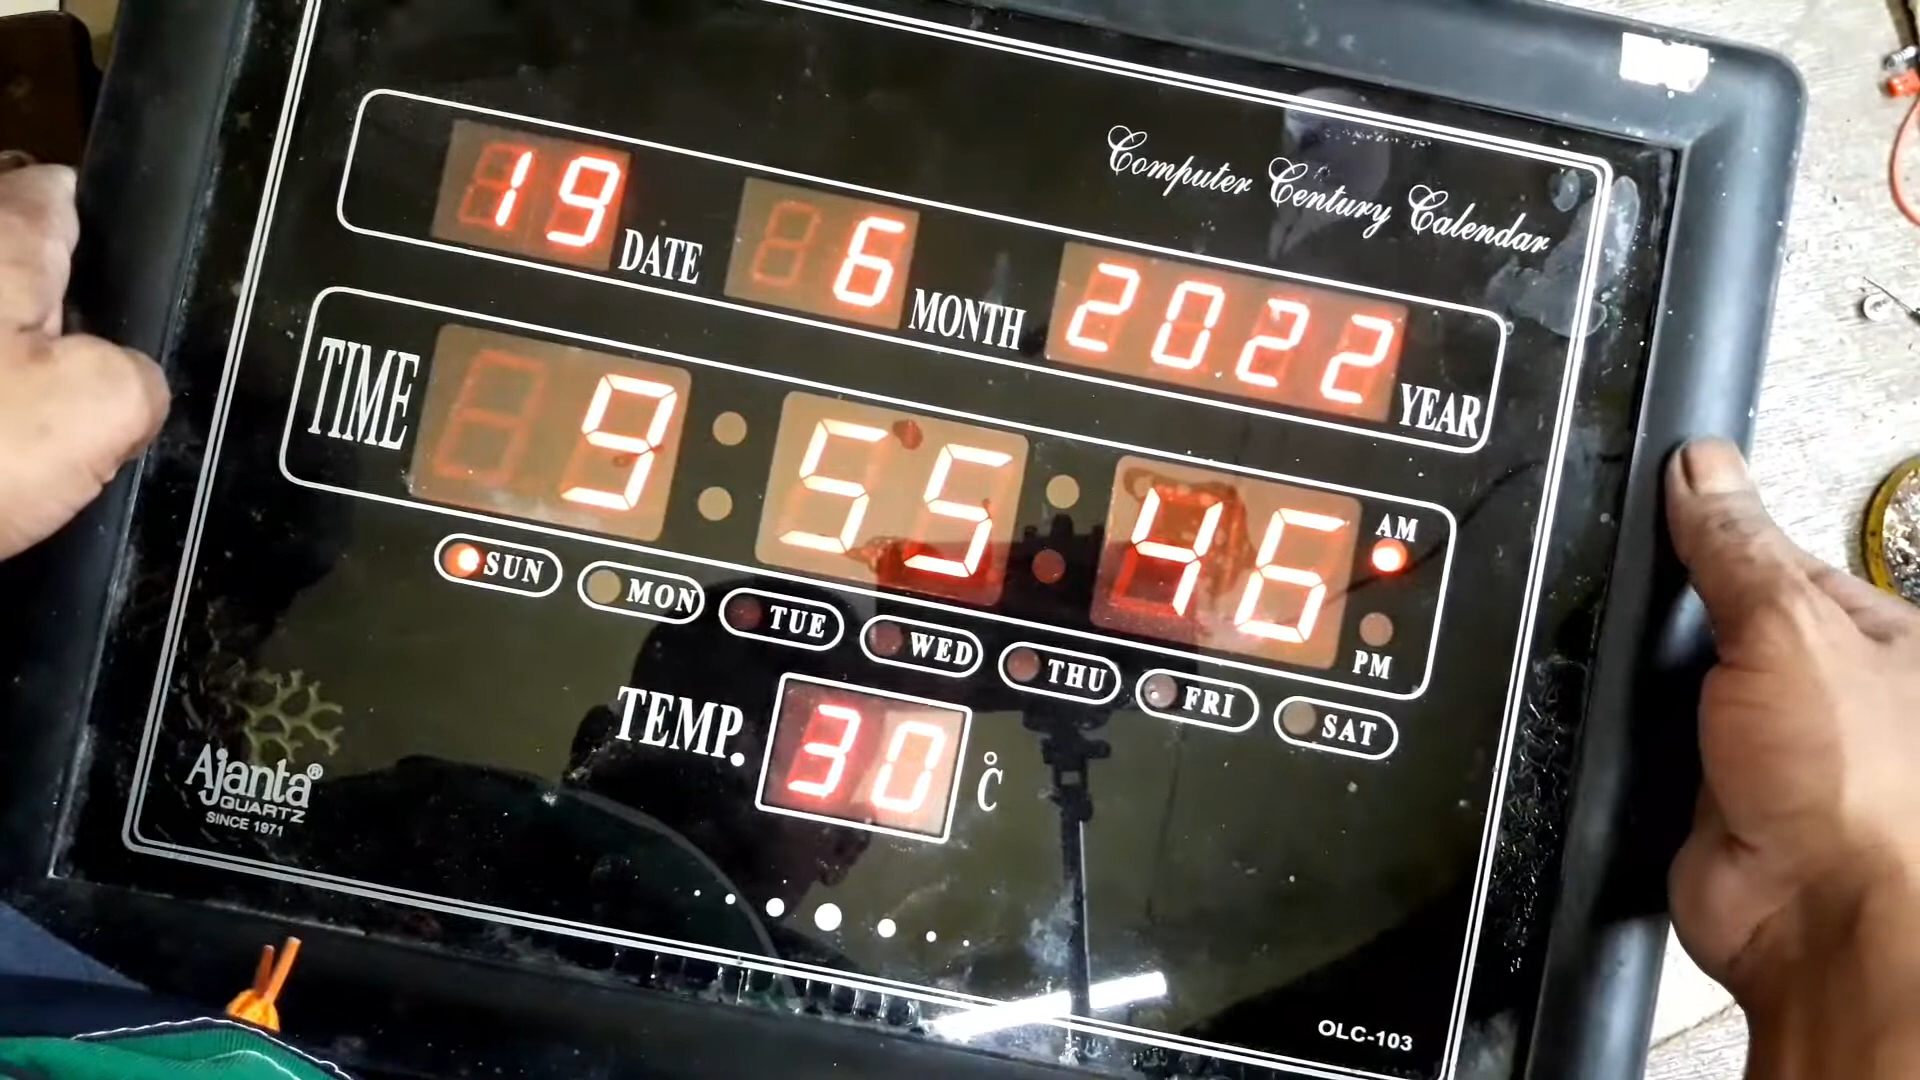 Computer Century Calendar
19 DATE 6 MONTH 2022 YEAR
TIME 9 55 46 AM
PM
SUN MON TUE WED THU FRI SAT
TEMP. 30 °C
Ajanta®
QUARTZ
SINCE 1971
OLC-103